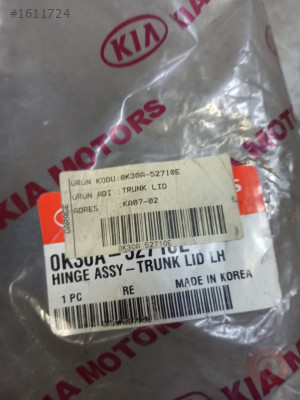 #1611724
KIA
MOTORS
KIA
ÜRÜN KODU:0K30A-52710E
ÜRÜN ADI :TRUNK LID
ADRES :KA07-02
GARAGE
0K30A 52710E
0K30A-52710E
HINGE ASSY-TRUNK LID LH
1 PC RE MADE IN KOREA
KIA MOTORS
KIA MOTORS